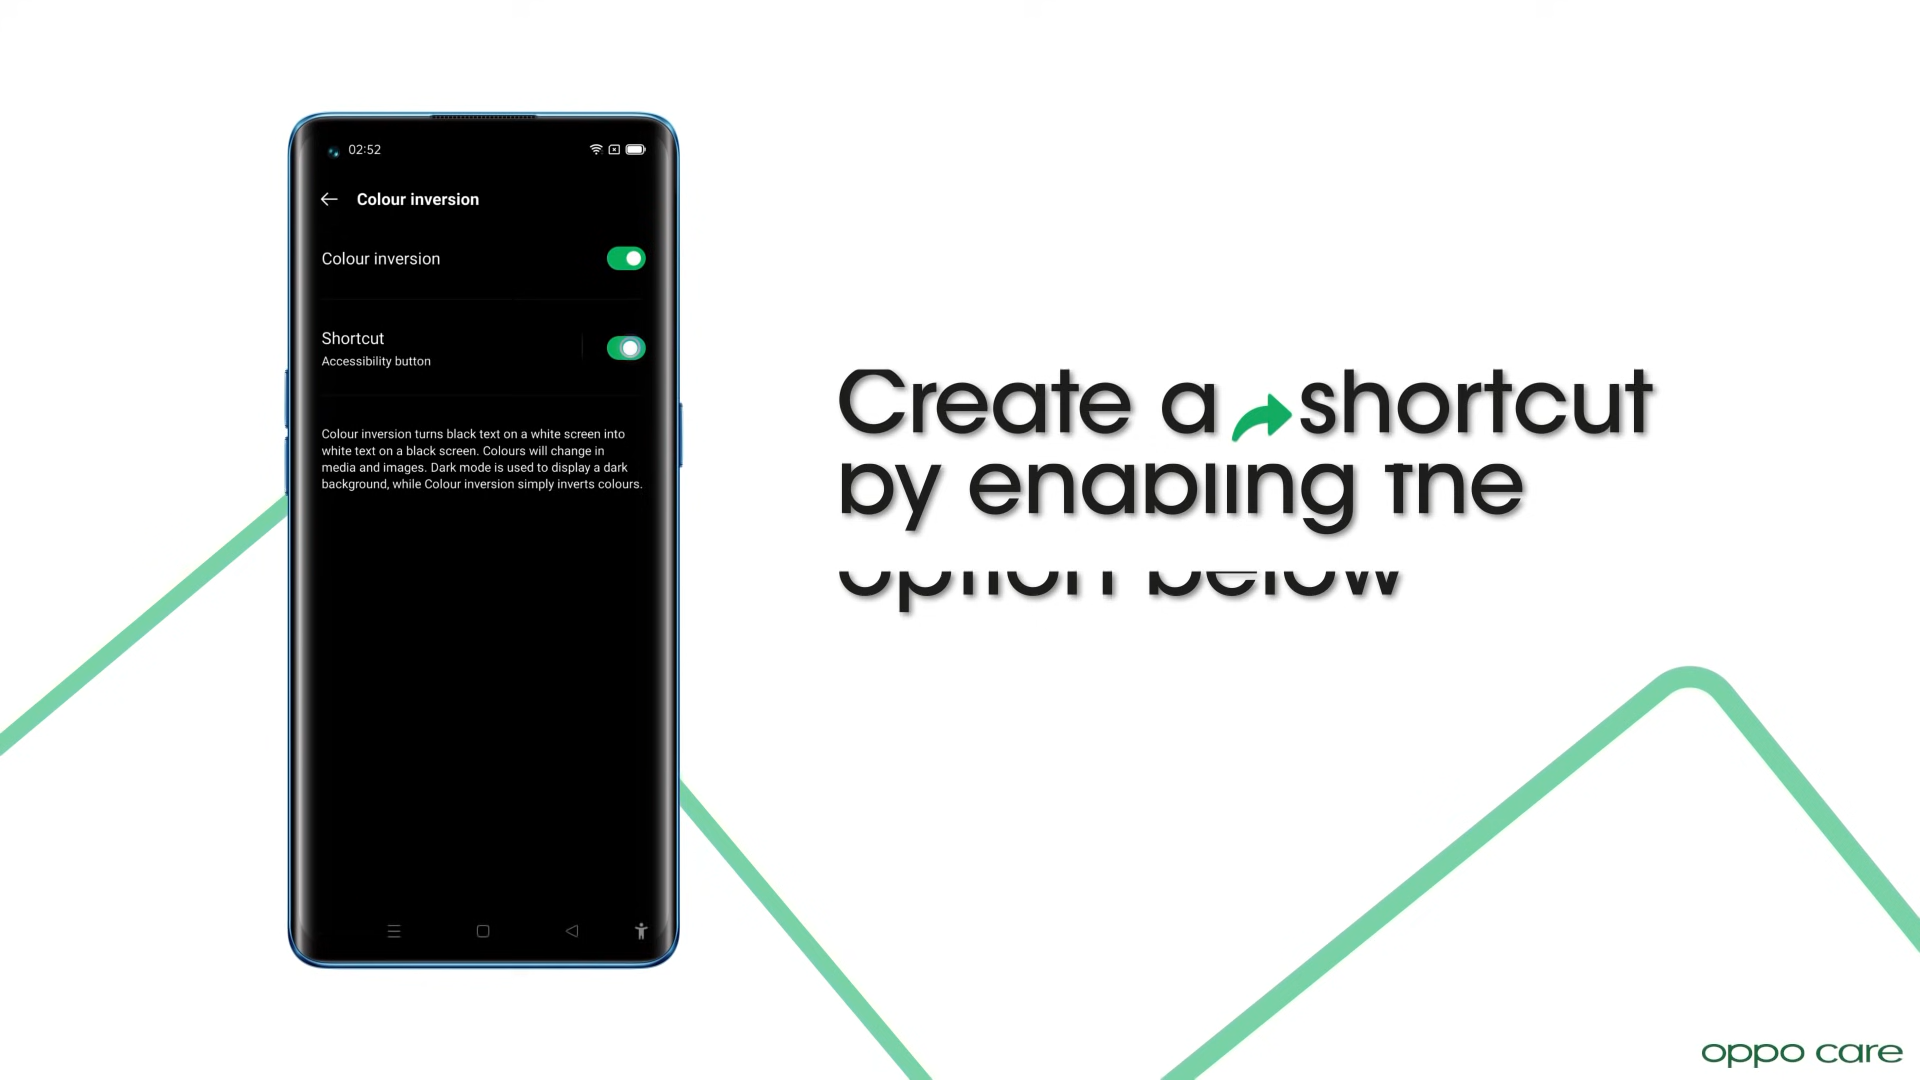 02:52
Colour inversion
Colour inversion
Shortcut
Accessibility button
Colour inversion turns black text on a white screen into
white text on a black screen. Colours will change in
media and images. Dark mode is used to display a dark
background, while Colour inversion simply inverts colours.
Create a shortcut
by enabling the
option below
oppo care